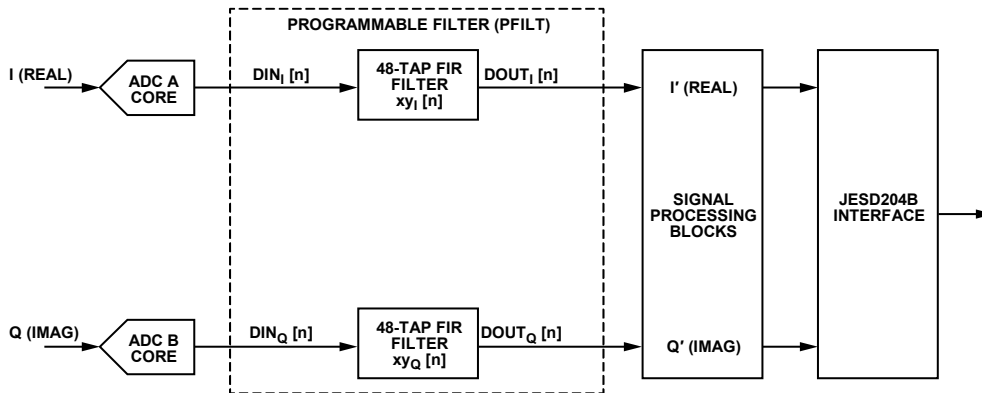 PROGRAMMABLE FILTER (PFILT)
I (REAL)
ADC A
CORE
DINI [n]
48-TAP FIR
FILTER
xyI [n]
DOUTI [n]
I′ (REAL)
SIGNAL
PROCESSING
BLOCKS
JESD204B
INTERFACE
Q (IMAG)
ADC B
CORE
DINQ [n]
48-TAP FIR
FILTER
xyQ [n]
DOUTQ [n]
Q′ (IMAG)